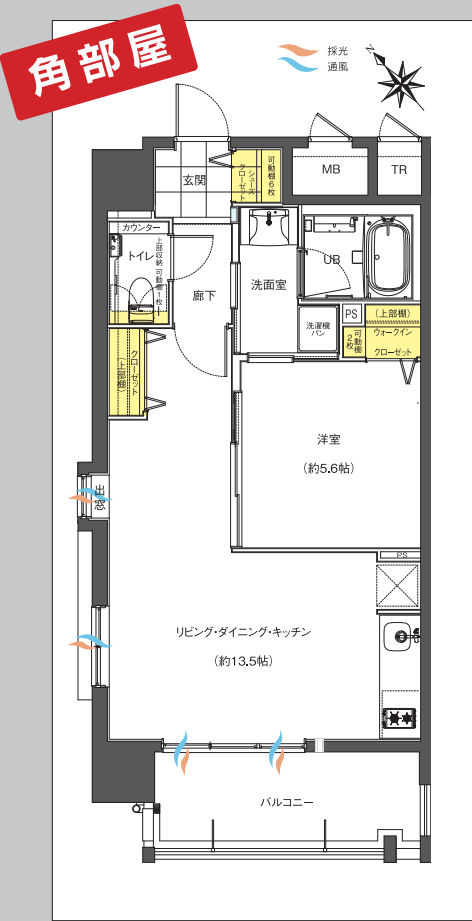 角部屋
採光
通風
N
MB
TR
玄関
シューズ
クローゼット
可動棚6枚
カウンター
トイレ
上部収納 可動棚1枚
廊下
洗面室
UB
洗濯機
パン
PS
(上部棚)
ウォークイン
クローゼット
可動棚
2枚
クローゼット
(上部棚)
洋室
(約5.6帖)
出窓
PS
リビング・ダイニング・キッチン
(約13.5帖)
バルコニー